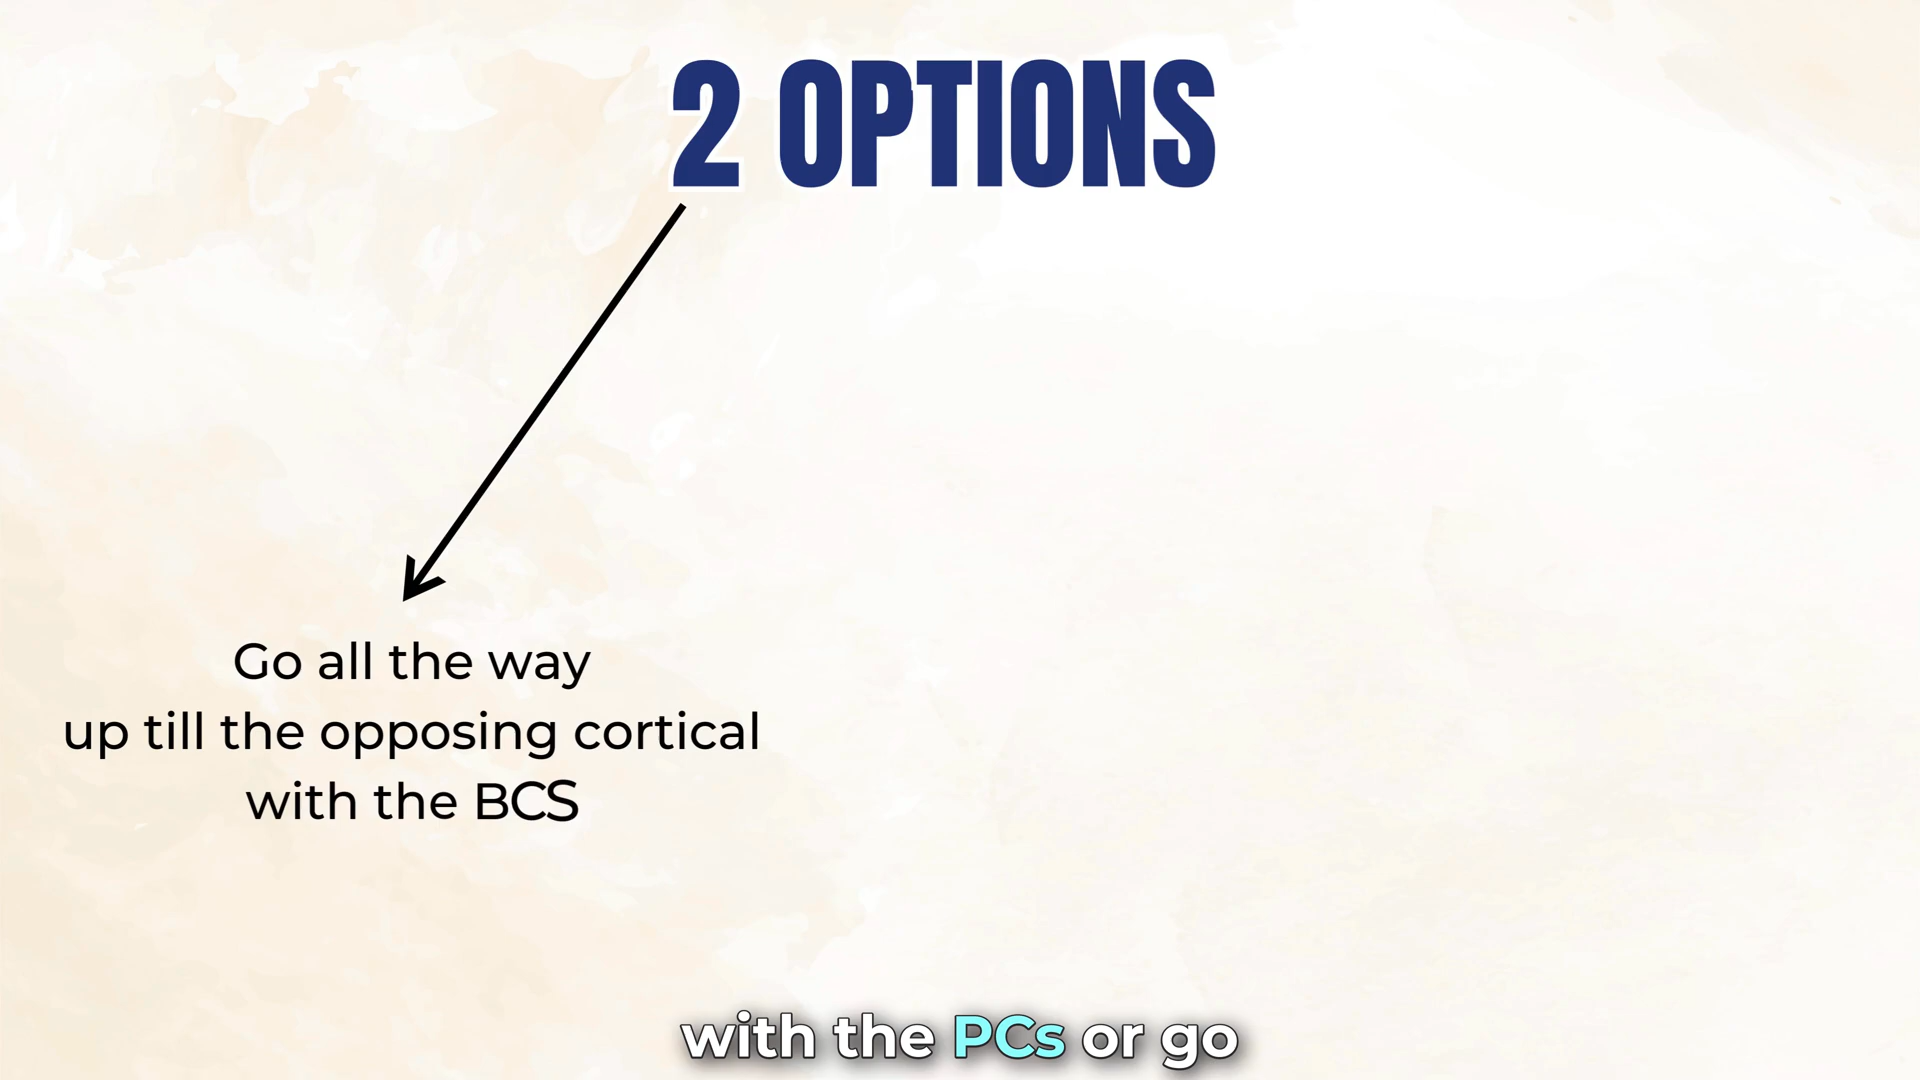 2 OPTIONS
Go all the way
up till the opposing cortical
with the BCS
with the PCs or go